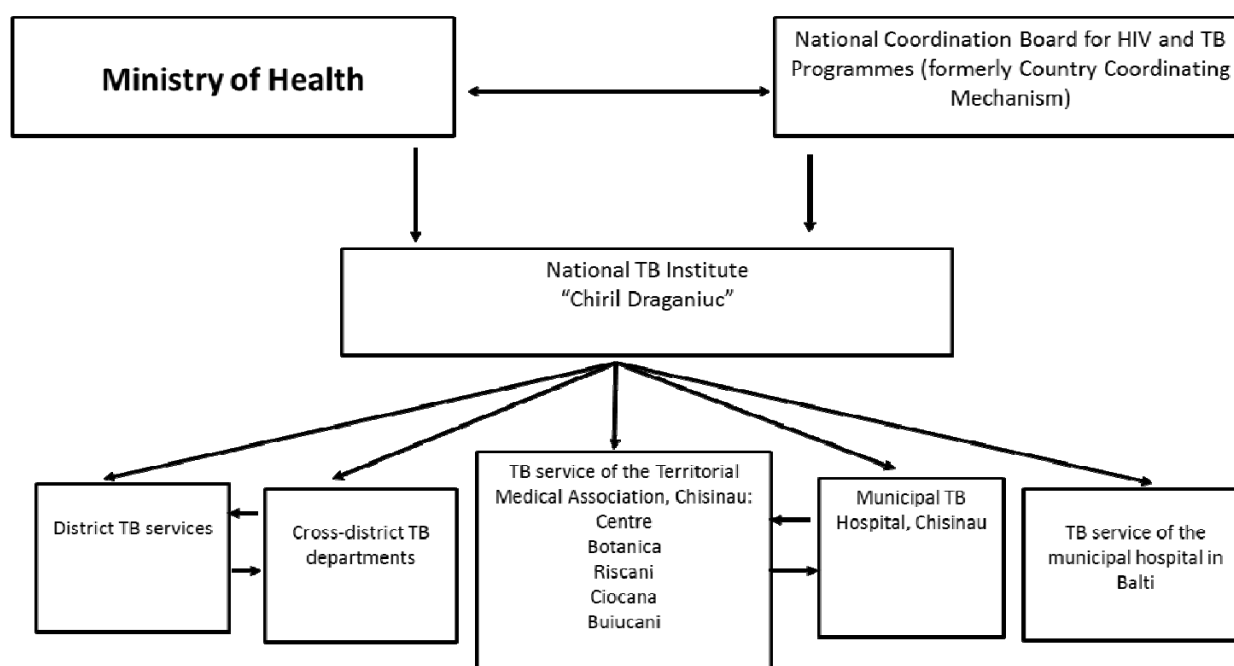 Ministry of Health
National Coordination Board for HIV and TB
Programmes (formerly Country Coordinating
Mechanism)
National TB Institute
“Chiril Draganiuc”
District TB services
Cross-district TB
departments
TB service of the Territorial
Medical Association, Chisinau:
Centre
Botanica
Riscani
Ciocana
Buiucani
Municipal TB
Hospital, Chisinau
TB service of the
municipal hospital in
Balti